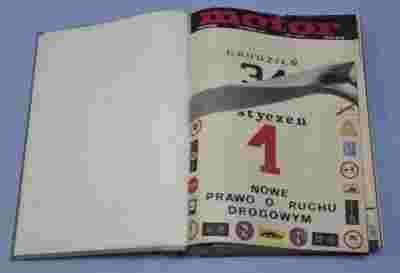 motor
GRUDZIEŃ
31
styczeń
1
NOWE
PRAWO O RUCHU
DROGOWYM